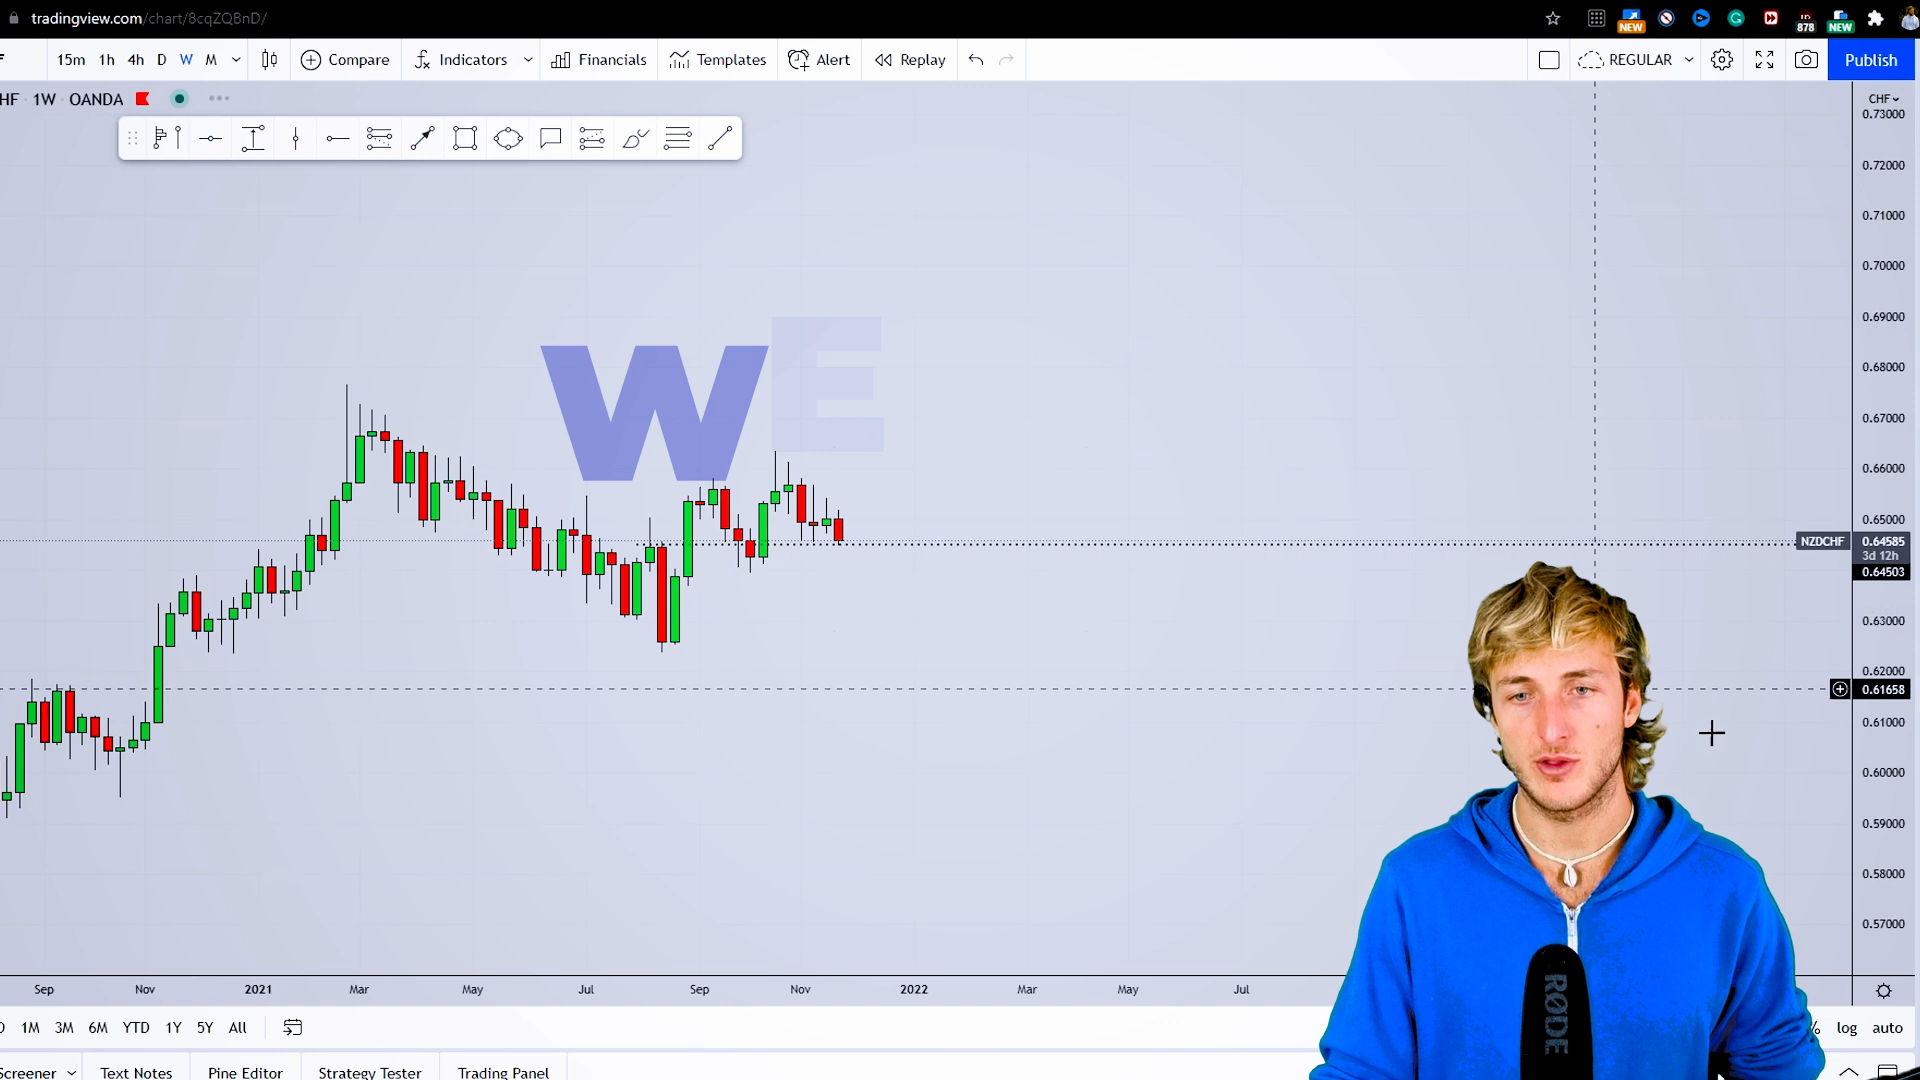 tradingview.com/chart/8cqZQBnD/
NEW
878
NEW
15m 1h 4h D W M Compare Indicators Financials Templates Alert Replay REGULAR Publish
HF · 1W · OANDA
CHF
0.73000
0.72000
0.71000
0.70000
0.69000
0.68000
0.67000
0.66000
0.65000
NZDCHF 0.64585
3d 12h
0.64503
0.63000
0.62000
0.61658
0.61000
0.60000
0.59000
0.58000
0.57000
WE
RØDE
Sep Nov 2021 Mar May Jul Sep Nov 2022 Mar May Jul
1M 3M 6M YTD 1Y 5Y All % log auto
Screener Text Notes Pine Editor Strategy Tester Trading Panel